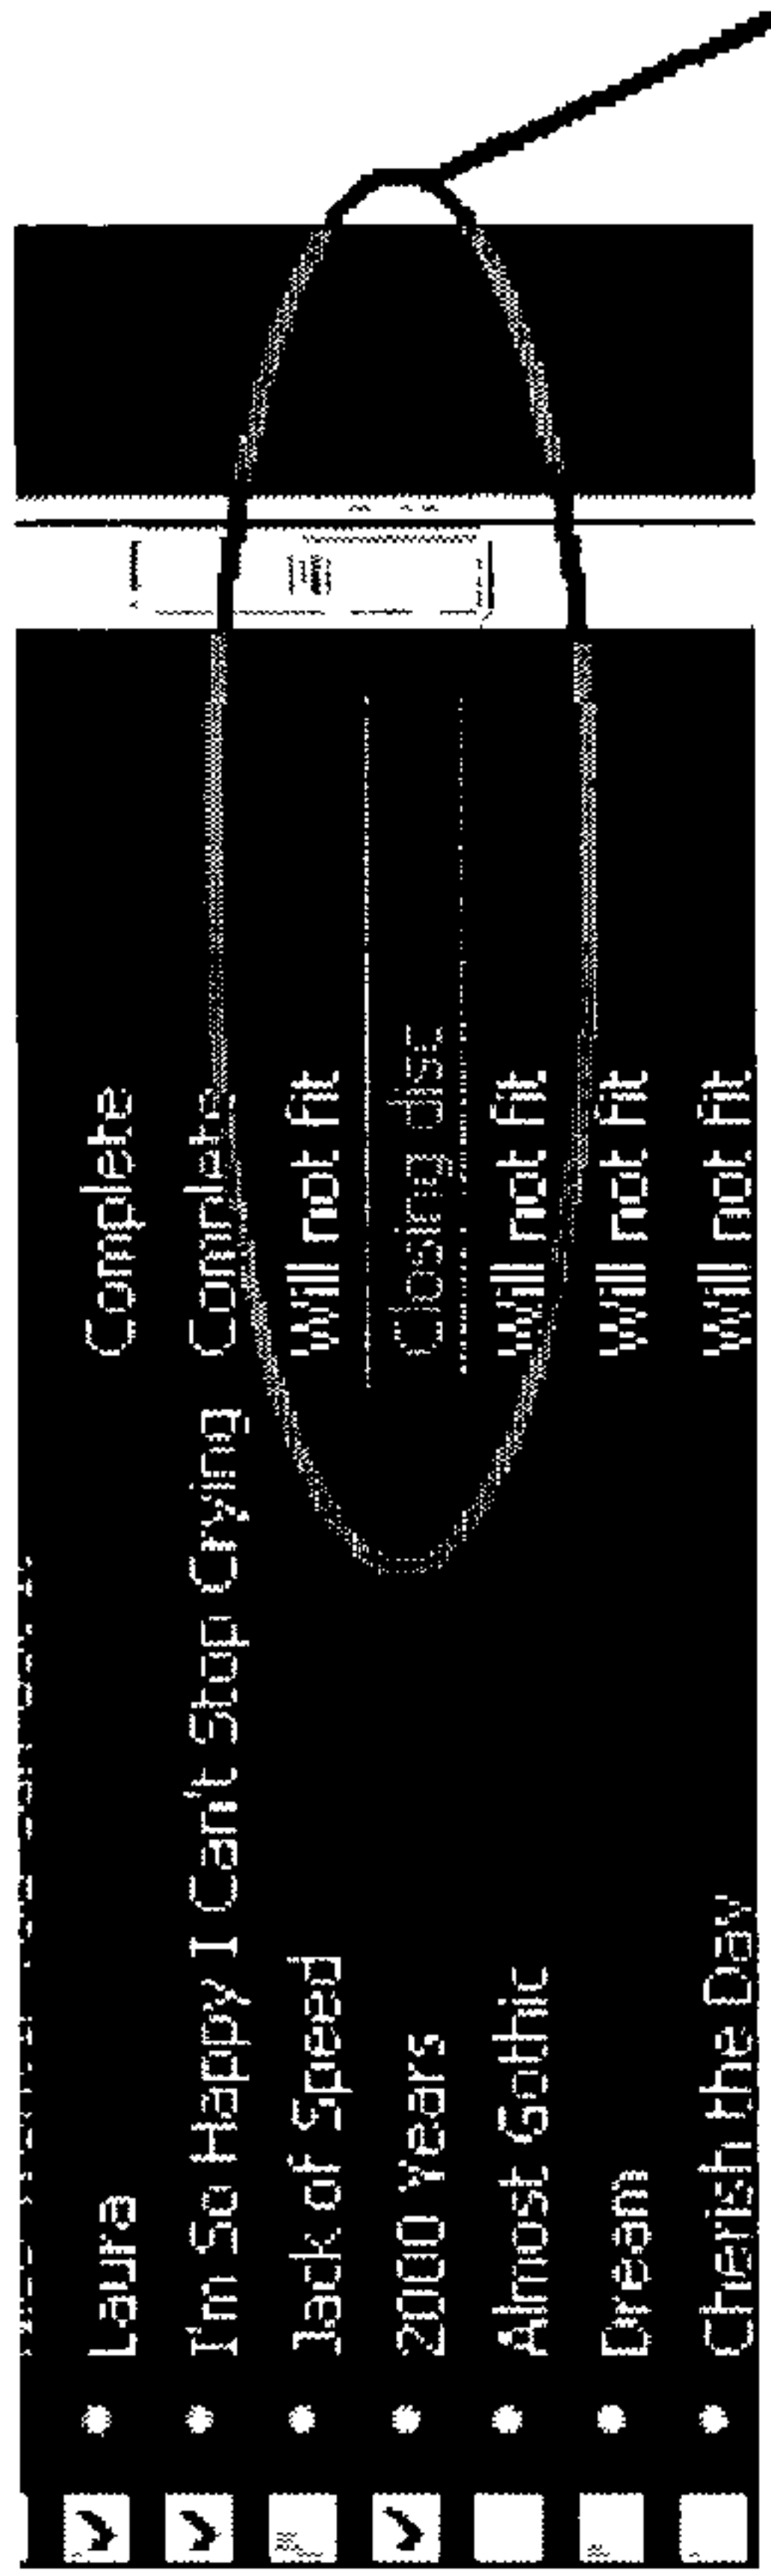 Laura Complete
I'm So Happy I Can't Stop Crying Complete
Jack of Speed Will not fit
2000 Years Closing disc
Almost Gothic Will not fit
Dream Will not fit
Cherish the Day Will not fit